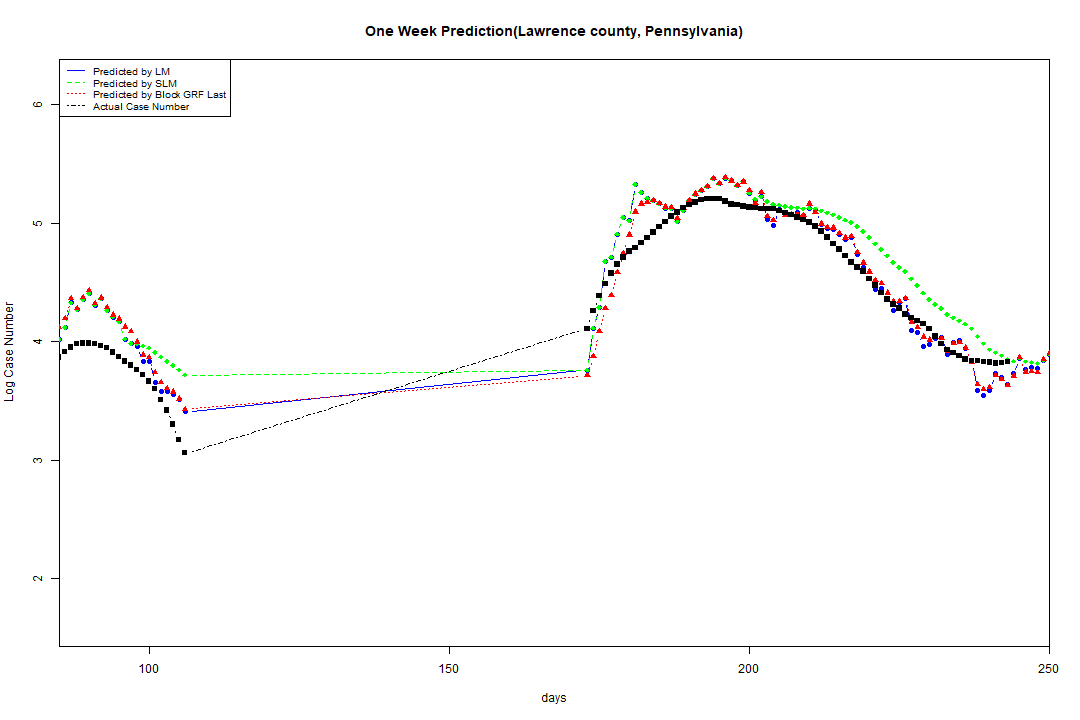 One Week Prediction(Lawrence county, Pennsylvania)
Predicted by LM
Predicted by SLM
Predicted by Block GRF Last
Actual Case Number
6
5
4
3
2
Log Case Number
100 150 200 250
days